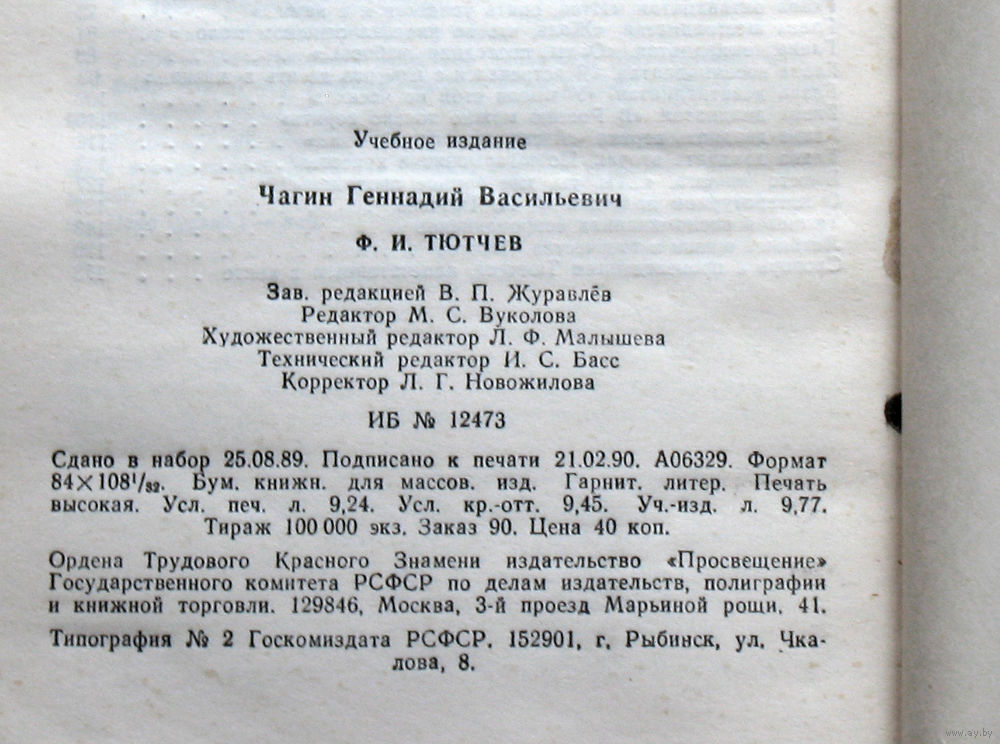 Учебное издание
Чагин Геннадий Васильевич
Ф. И. ТЮТЧЕВ
Зав. редакцией В. П. Журавлёв
Редактор М. С. Вуколова
Художественный редактор Л. Ф. Малышева
Технический редактор И. С. Басс
Корректор Л. Г. Новожилова
ИБ № 12473
Сдано в набор 25.08.89. Подписано к печати 21.02.90. А06329. Формат
84×108¹/₃₂. Бум. книжн. для массов. изд. Гарнит. литер. Печать
высокая. Усл. печ. л. 9,24. Усл. кр.-отт. 9,45. Уч.-изд. л. 9,77.
Тираж 100 000 экз. Заказ 90. Цена 40 коп.
Ордена Трудового Красного Знамени издательство «Просвещение»
Государственного комитета РСФСР по делам издательств, полиграфии
и книжной торговли. 129846, Москва, 3-й проезд Марьиной рощи, 41.
Типография № 2 Госкомиздата РСФСР. 152901, г. Рыбинск, ул. Чка-
лова, 8.
www.ay.by